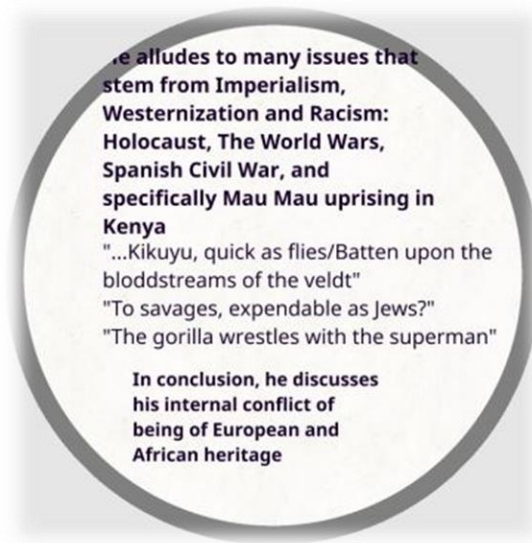 he alludes to many issues that
stem from Imperialism,
Westernization and Racism:
Holocaust, The World Wars,
Spanish Civil War, and
specifically Mau Mau uprising in
Kenya
"...Kikuyu, quick as flies/Batten upon the
bloddstreams of the veldt"
"To savages, expendable as Jews?"
"The gorilla wrestles with the superman"
In conclusion, he discusses
his internal conflict of
being of European and
African heritage